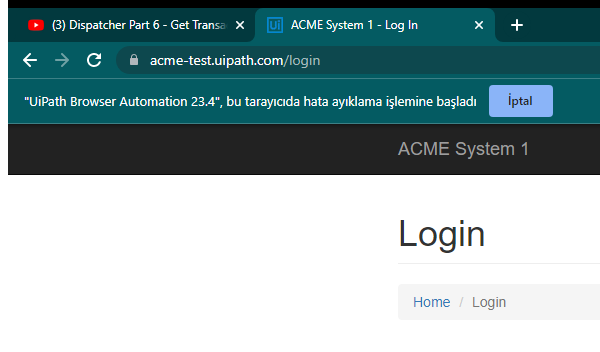 (3) Dispatcher Part 6 - Get Transa
Ui ACME System 1 - Log In
acme-test.uipath.com/login
"UiPath Browser Automation 23.4", bu tarayıcıda hata ayıklama işlemine başladı İptal
ACME System 1
Login
Home / Login